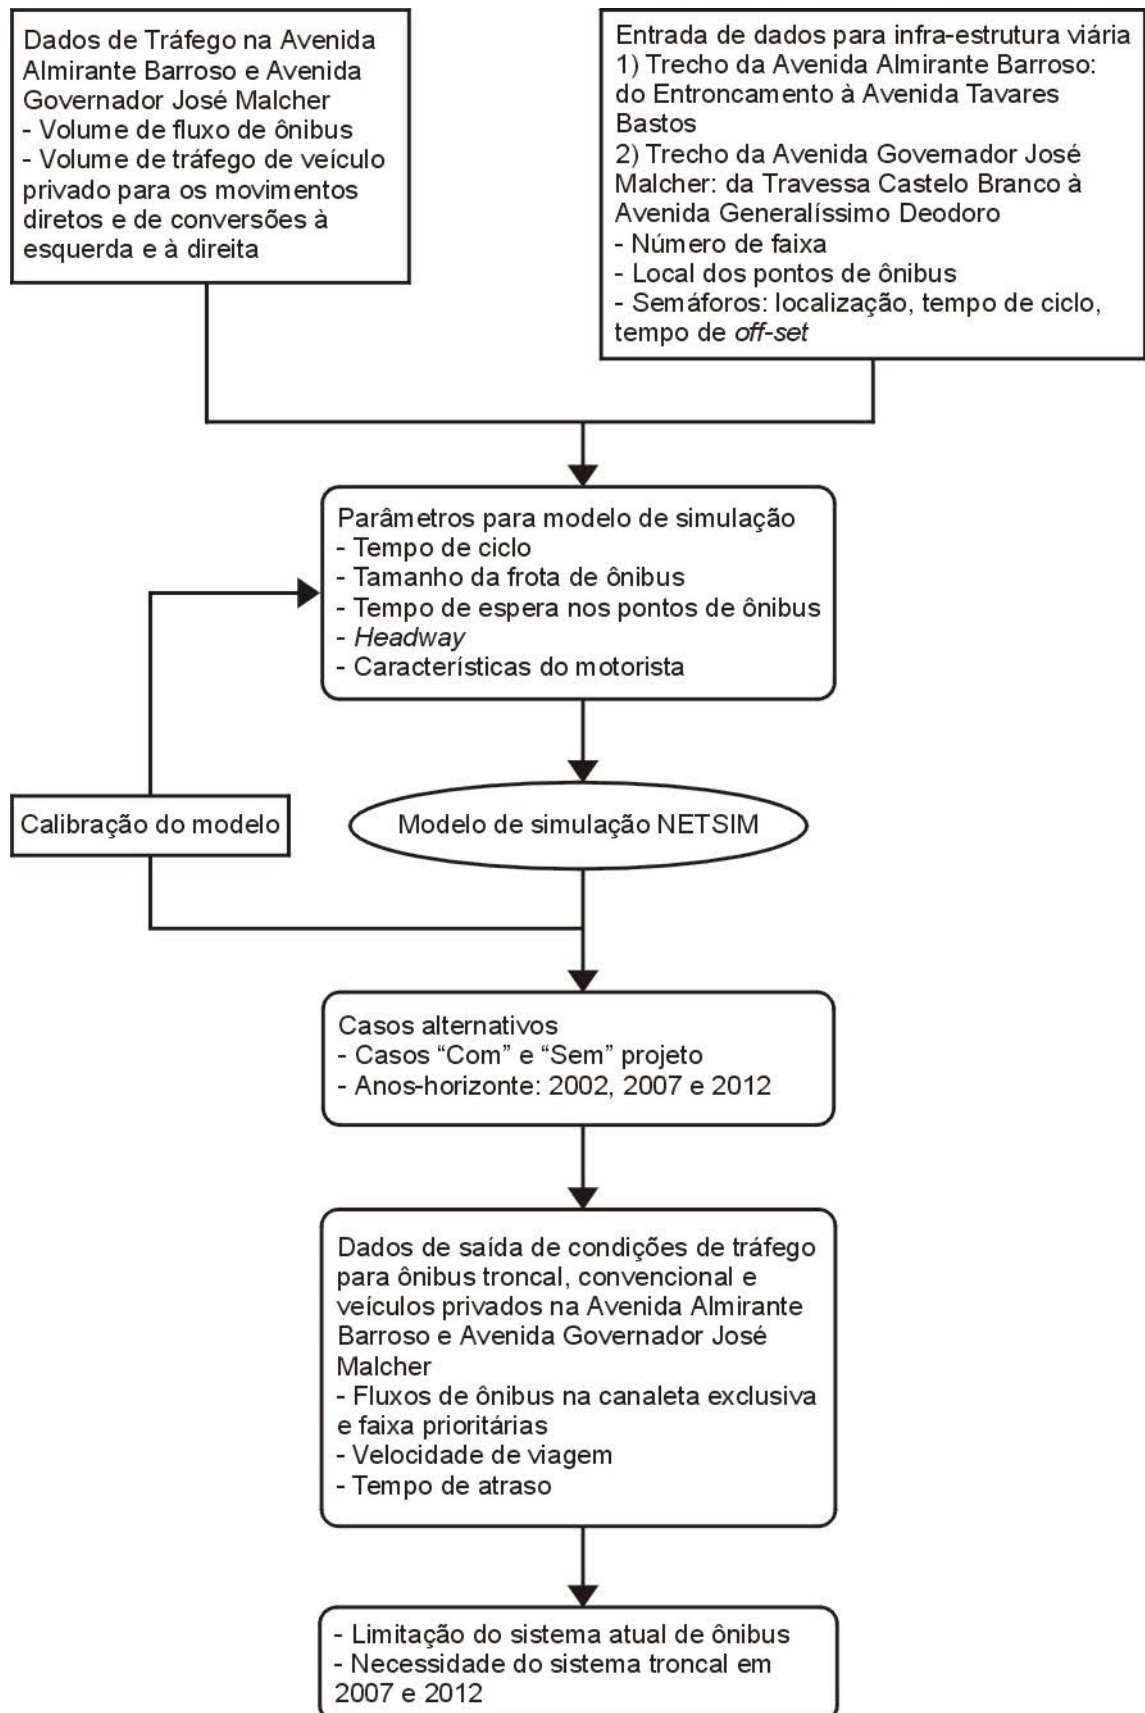 Dados de Tráfego na Avenida
Almirante Barroso e Avenida
Governador José Malcher
- Volume de fluxo de ônibus
- Volume de tráfego de veículo
privado para os movimentos
diretos e de conversões à
esquerda e à direita
Entrada de dados para infra-estrutura viária
1) Trecho da Avenida Almirante Barroso:
do Entroncamento à Avenida Tavares
Bastos
2) Trecho da Avenida Governador José
Malcher: da Travessa Castelo Branco à
Avenida Generalíssimo Deodoro
- Número de faixa
- Local dos pontos de ônibus
- Semáforos: localização, tempo de ciclo,
tempo de off-set
Parâmetros para modelo de simulação
- Tempo de ciclo
- Tamanho da frota de ônibus
- Tempo de espera nos pontos de ônibus
- Headway
- Características do motorista
Calibração do modelo
Modelo de simulação NETSIM
Casos alternativos
- Casos “Com” e “Sem” projeto
- Anos-horizonte: 2002, 2007 e 2012
Dados de saída de condições de tráfego
para ônibus troncal, convencional e
veículos privados na Avenida Almirante
Barroso e Avenida Governador José
Malcher
- Fluxos de ônibus na canaleta exclusiva
e faixa prioritárias
- Velocidade de viagem
- Tempo de atraso
- Limitação do sistema atual de ônibus
- Necessidade do sistema troncal em
2007 e 2012